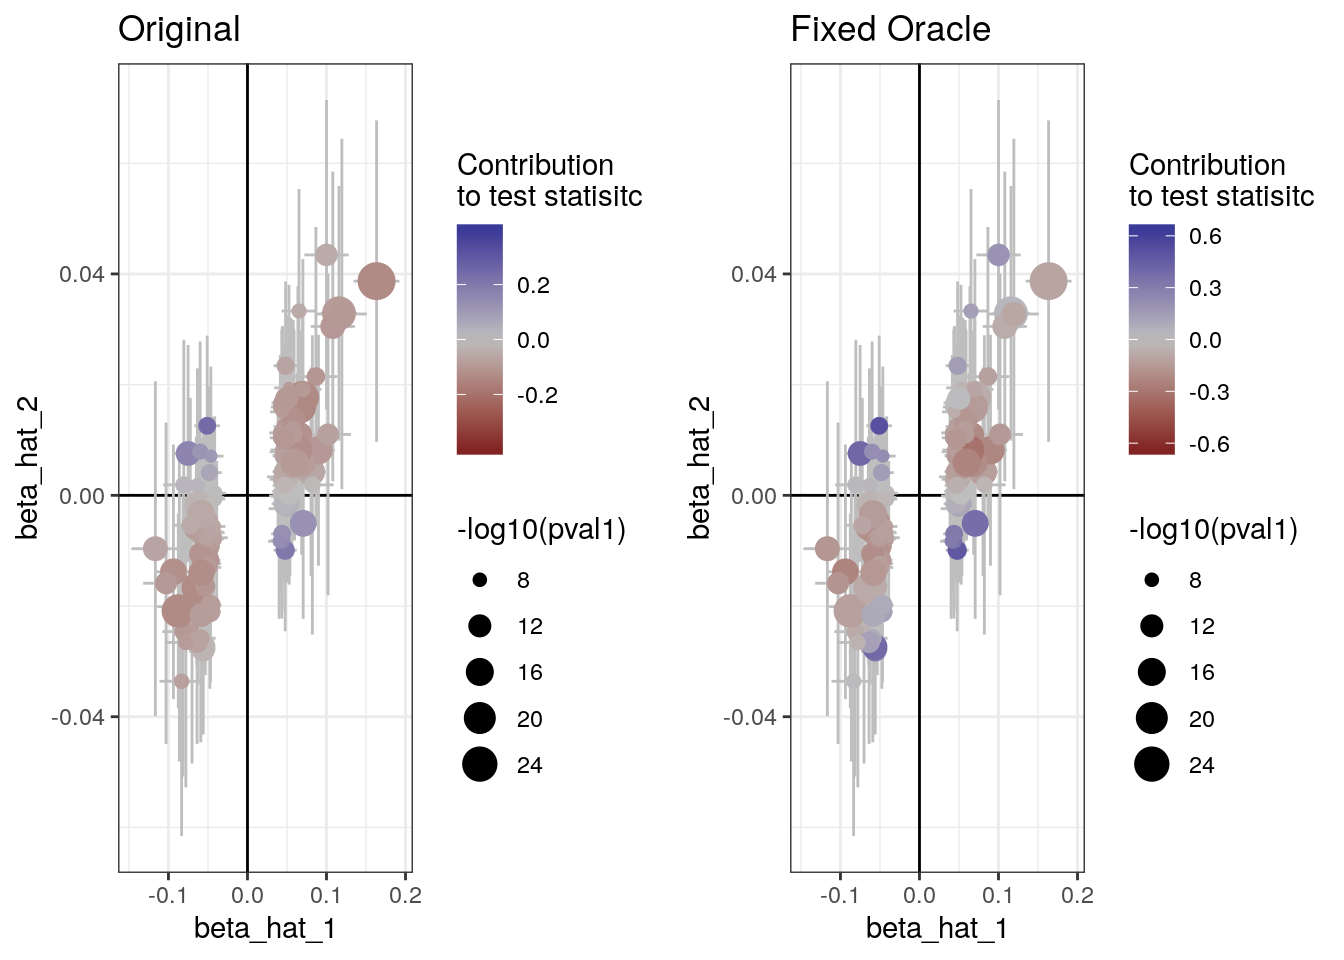 Original
beta_hat_2
0.04
0.00
-0.04
-0.1
0.0
0.1
0.2
beta_hat_1
Contribution
to test statisitc
0.2
0.0
-0.2
-log10(pval1)
8
12
16
20
24
Fixed Oracle
beta_hat_2
0.04
0.00
-0.04
-0.1
0.0
0.1
0.2
beta_hat_1
Contribution
to test statisitc
0.6
0.3
0.0
-0.3
-0.6
-log10(pval1)
8
12
16
20
24